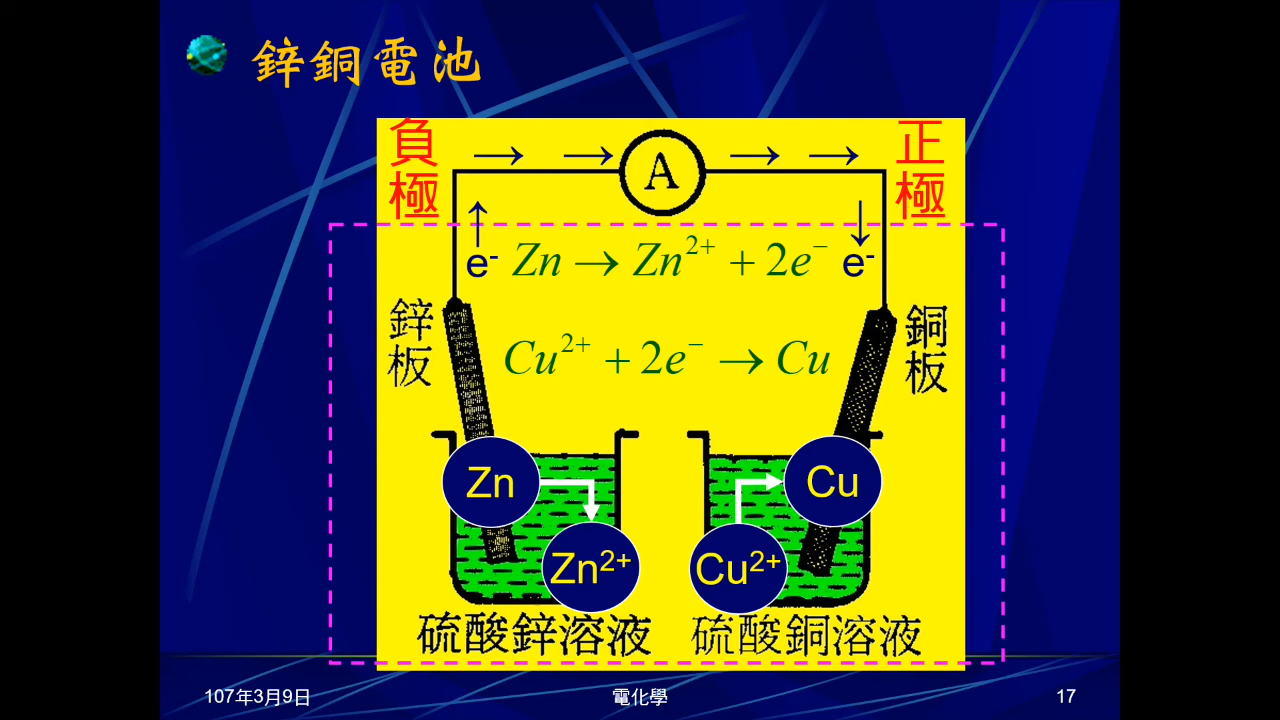 鋅銅電池
負極
正極
→ → A → →
↑ ↓
e⁻ Zn → Zn²⁺ + 2e⁻ e⁻
鋅板
銅板
Cu²⁺ + 2e⁻ → Cu
Zn
Cu
Zn²⁺
Cu²⁺
硫酸鋅溶液
硫酸銅溶液
107年3月9日
電化學
17